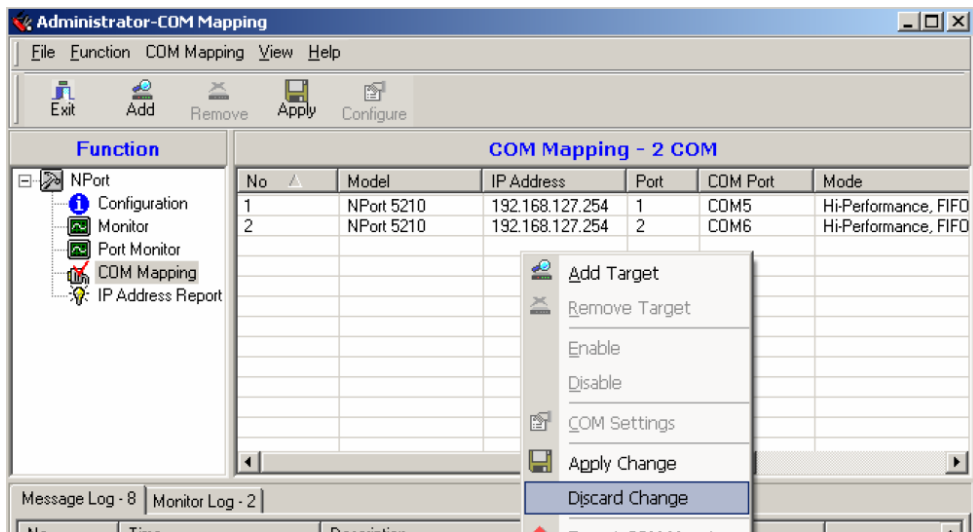 Administrator-COM Mapping
File Function COM Mapping View Help
Exit Add Remove Apply Configure
Function
COM Mapping - 2 COM
NPort
Configuration
Monitor
Port Monitor
COM Mapping
IP Address Report
No Model IP Address Port COM Port Mode
1 NPort 5210 192.168.127.254 1 COM5 Hi-Performance, FIFO
2 NPort 5210 192.168.127.254 2 COM6 Hi-Performance, FIFO
Add Target
Remove Target
Enable
Disable
COM Settings
Apply Change
Discard Change
Message Log - 8 Monitor Log - 2
No Time Description